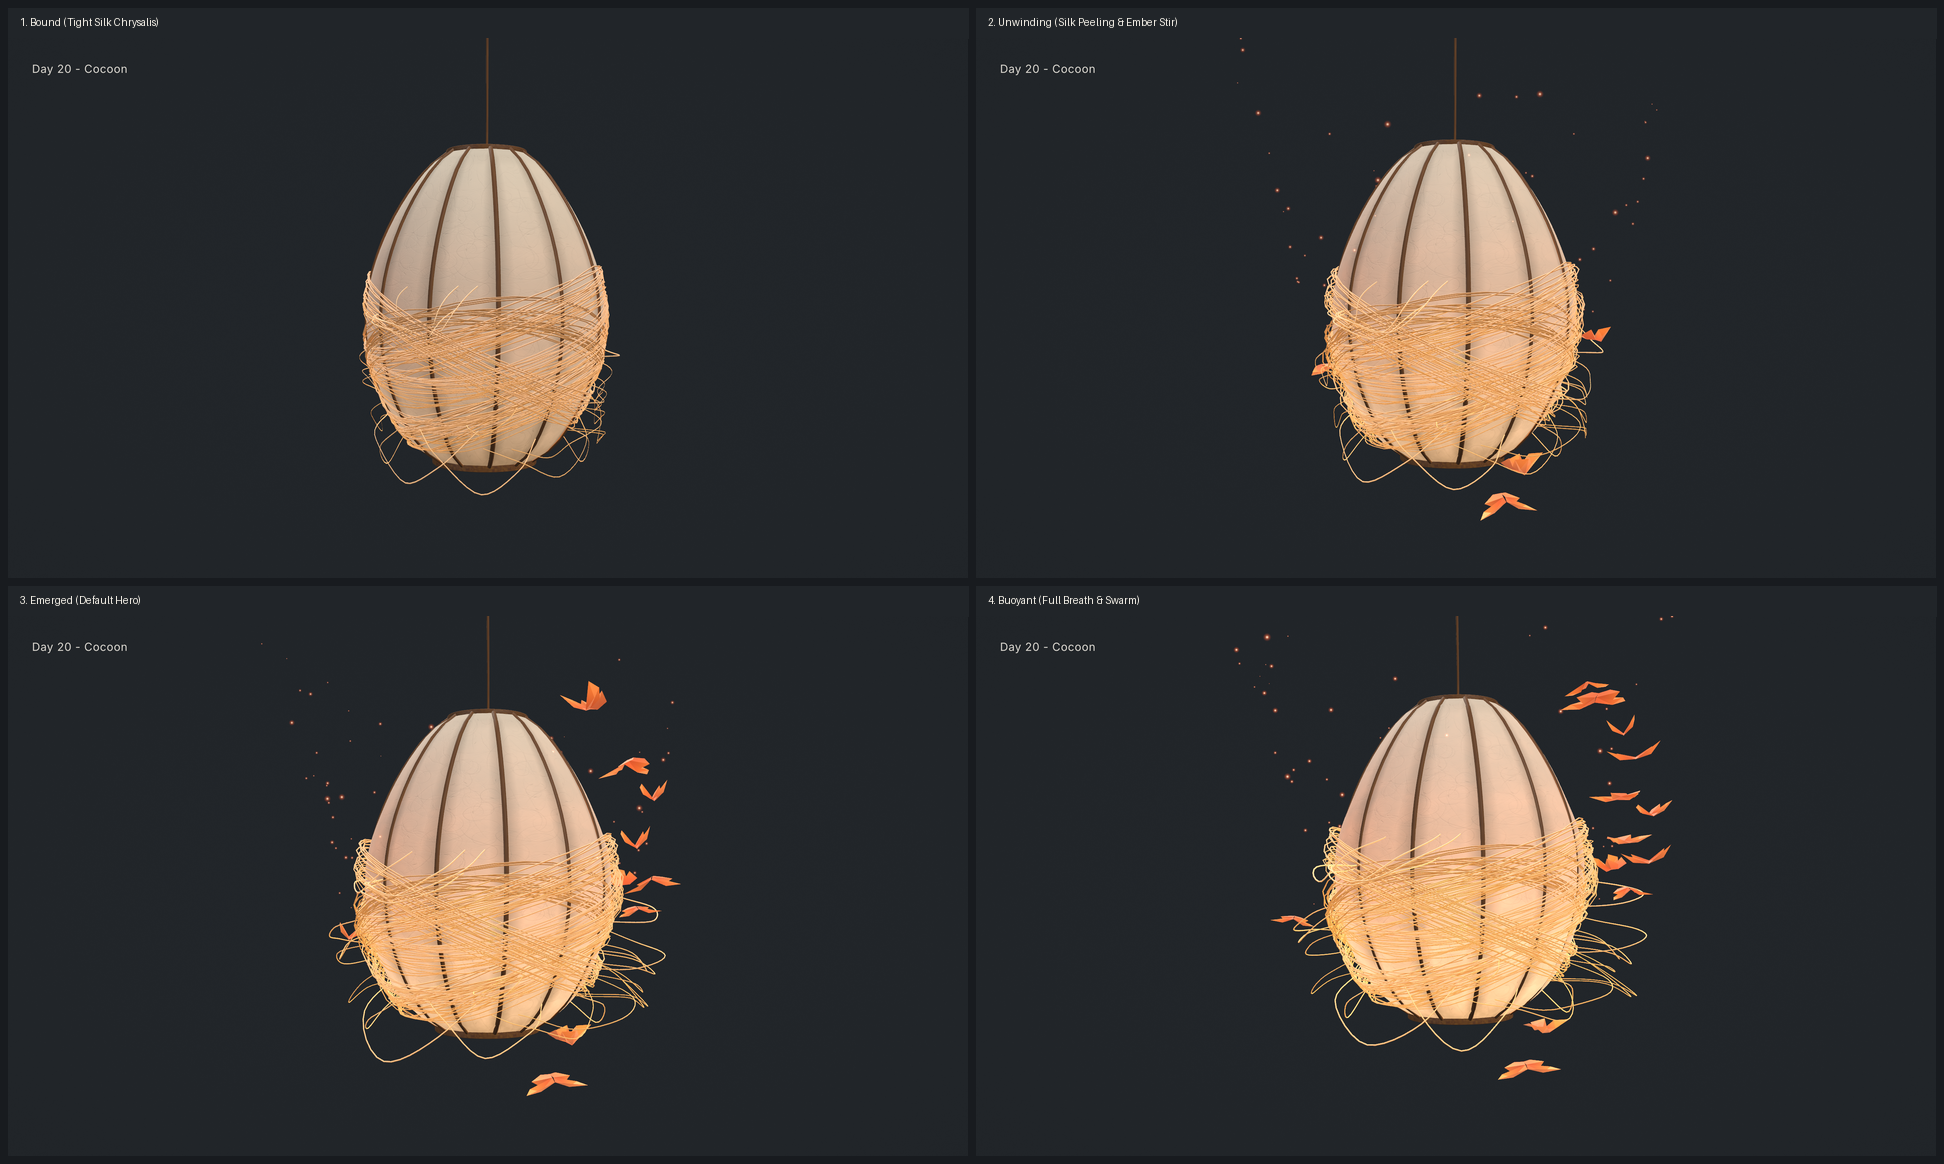 1. Bound (Tight Silk Chrysalis)
Day 20 - Cocoon
2. Unwinding (Silk Peeling & Ember Stir)
Day 20 - Cocoon
3. Emerged (Default Hero)
Day 20 - Cocoon
4. Buoyant (Full Breath & Swarm)
Day 20 - Cocoon